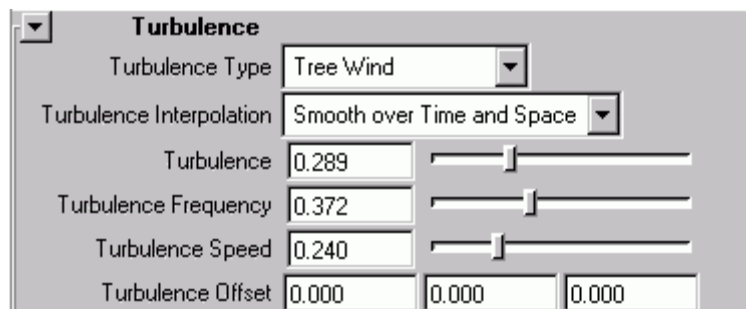 Turbulence
Turbulence Type Tree Wind
Turbulence Interpolation Smooth over Time and Space
Turbulence 0.289
Turbulence Frequency 0.372
Turbulence Speed 0.240
Turbulence Offset 0.000 0.000 0.000